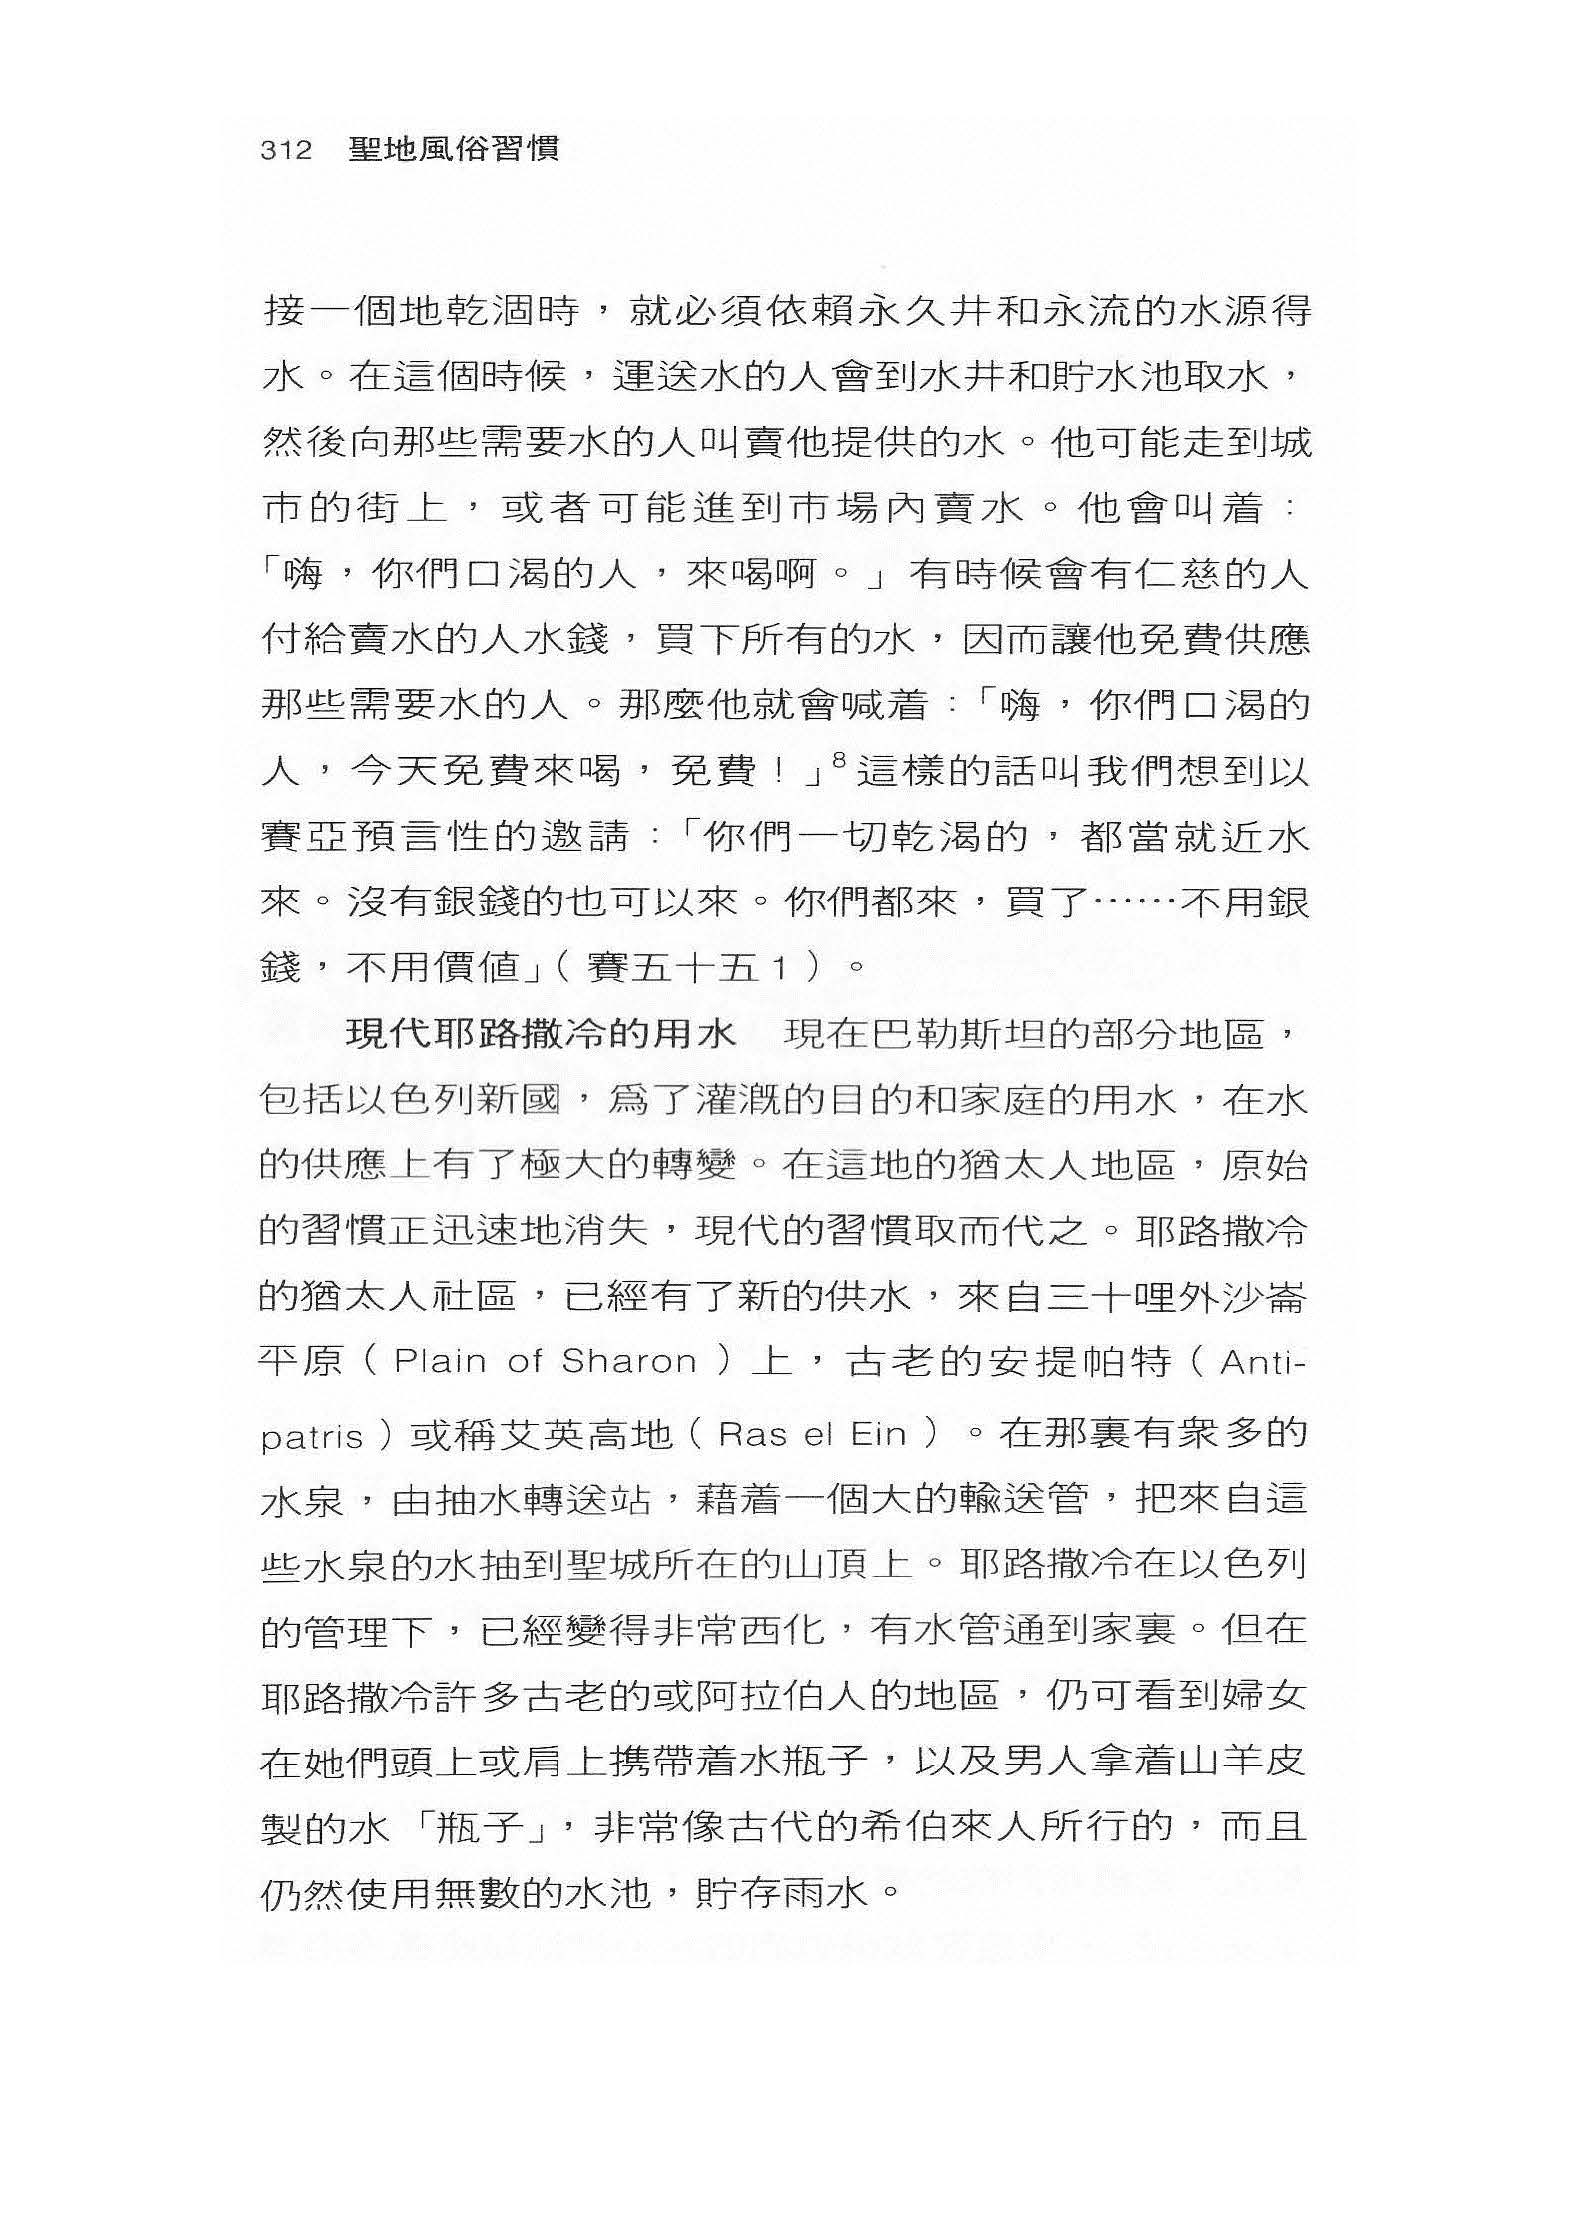 312 聖地風俗習慣
接一個地乾涸時，就必須依賴永久井和永流的水源得
水。在這個時候，運送水的人會到水井和貯水池取水，
然後向那些需要水的人叫賣他提供的水。他可能走到城
市的街上，或者可能進到市場內賣水。他會叫着：
「嗨，你們口渴的人，來喝啊。」有時候會有仁慈的人
付給賣水的人水錢，買下所有的水，因而讓他免費供應
那些需要水的人。那麼他就會喊着：「嗨，你們口渴的
人，今天免費來喝，免費！」8這樣的話叫我們想到以
賽亞預言性的邀請：「你們一切乾渴的，都當就近水
來。沒有銀錢的也可以來。你們都來，買了⋯⋯不用銀
錢，不用價值」（賽五十五1）。
現代耶路撒冷的用水　現在巴勒斯坦的部分地區，
包括以色列新國，爲了灌溉的目的和家庭的用水，在水
的供應上有了極大的轉變。在這地的猶太人地區，原始
的習慣正迅速地消失，現代的習慣取而代之。耶路撒冷
的猶太人社區，已經有了新的供水，來自三十哩外沙崙
平原（Plain of Sharon）上，古老的安提帕特（Anti-
patris）或稱艾英高地（Ras el Ein）。在那裏有衆多的
水泉，由抽水轉送站，藉着一個大的輸送管，把來自這
些水泉的水抽到聖城所在的山頂上。耶路撒冷在以色列
的管理下，已經變得非常西化，有水管通到家裏。但在
耶路撒冷許多古老的或阿拉伯人的地區，仍可看到婦女
在她們頭上或肩上携帶着水瓶子，以及男人拿着山羊皮
製的水「瓶子」，非常像古代的希伯來人所行的，而且
仍然使用無數的水池，貯存雨水。